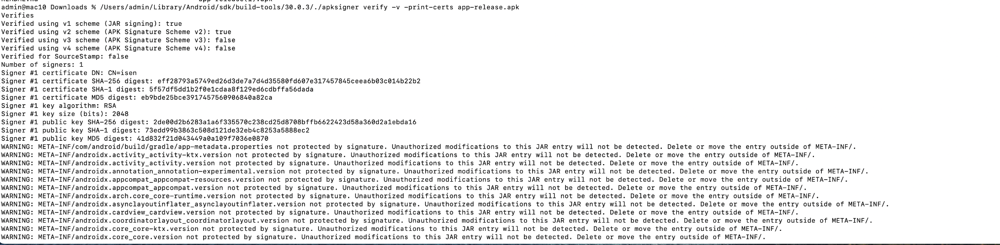 admin@mac10 Downloads % /Users/admin/Library/Android/sdk/build-tools/30.0.3/./apksigner verify -v -print-certs app-release.apk
Verifies
Verified using v1 scheme (JAR signing): true
Verified using v2 scheme (APK Signature Scheme v2): true
Verified using v3 scheme (APK Signature Scheme v3): false
Verified using v4 scheme (APK Signature Scheme v4): false
Verified for SourceStamp: false
Number of signers: 1
Signer #1 certificate DN: CN=isen
Signer #1 certificate SHA-256 digest: eff28793a5749ed26d3de7a7d4d35580fd607e317457845ceea6b03c014b22b2
Signer #1 certificate SHA-1 digest: 5f57df5dd1b2f0e1cdaa8f129ed6cdbffa56dada
Signer #1 certificate MD5 digest: eb9bde25bce3917457560906840a82ca
Signer #1 key algorithm: RSA
Signer #1 key size (bits): 2048
Signer #1 public key SHA-256 digest: 2de00d2b6283a1a6f335570c238cd25d8708bffb6622423d58a360d2a1ebda16
Signer #1 public key SHA-1 digest: 73edd99b3863c508d121de32eb4c8253a5888ec2
Signer #1 public key MD5 digest: 41d832f21d043449a0a109f7036e0870
WARNING: META-INF/com/android/build/gradle/app-metadata.properties not protected by signature. Unauthorized modifications to this JAR entry will not be detected. Delete or move the entry outside of META-INF/.
WARNING: META-INF/androidx.activity_activity-ktx.version not protected by signature. Unauthorized modifications to this JAR entry will not be detected. Delete or move the entry outside of META-INF/.
WARNING: META-INF/androidx.activity_activity.version not protected by signature. Unauthorized modifications to this JAR entry will not be detected. Delete or move the entry outside of META-INF/.
WARNING: META-INF/androidx.annotation_annotation-experimental.version not protected by signature. Unauthorized modifications to this JAR entry will not be detected. Delete or move the entry outside of META-INF/.
WARNING: META-INF/androidx.appcompat_appcompat-resources.version not protected by signature. Unauthorized modifications to this JAR entry will not be detected. Delete or move the entry outside of META-INF/.
WARNING: META-INF/androidx.appcompat_appcompat.version not protected by signature. Unauthorized modifications to this JAR entry will not be detected. Delete or move the entry outside of META-INF/.
WARNING: META-INF/androidx.arch.core_core-runtime.version not protected by signature. Unauthorized modifications to this JAR entry will not be detected. Delete or move the entry outside of META-INF/.
WARNING: META-INF/androidx.asynclayoutinflater_asynclayoutinflater.version not protected by signature. Unauthorized modifications to this JAR entry will not be detected. Delete or move the entry outside of META-INF/.
WARNING: META-INF/androidx.cardview_cardview.version not protected by signature. Unauthorized modifications to this JAR entry will not be detected. Delete or move the entry outside of META-INF/.
WARNING: META-INF/androidx.coordinatorlayout_coordinatorlayout.version not protected by signature. Unauthorized modifications to this JAR entry will not be detected. Delete or move the entry outside of META-INF/.
WARNING: META-INF/androidx.core_core-ktx.version not protected by signature. Unauthorized modifications to this JAR entry will not be detected. Delete or move the entry outside of META-INF/.
WARNING: META-INF/androidx.core_core.version not protected by signature. Unauthorized modifications to this JAR entry will not be detected. Delete or move the entry outside of META-INF/.